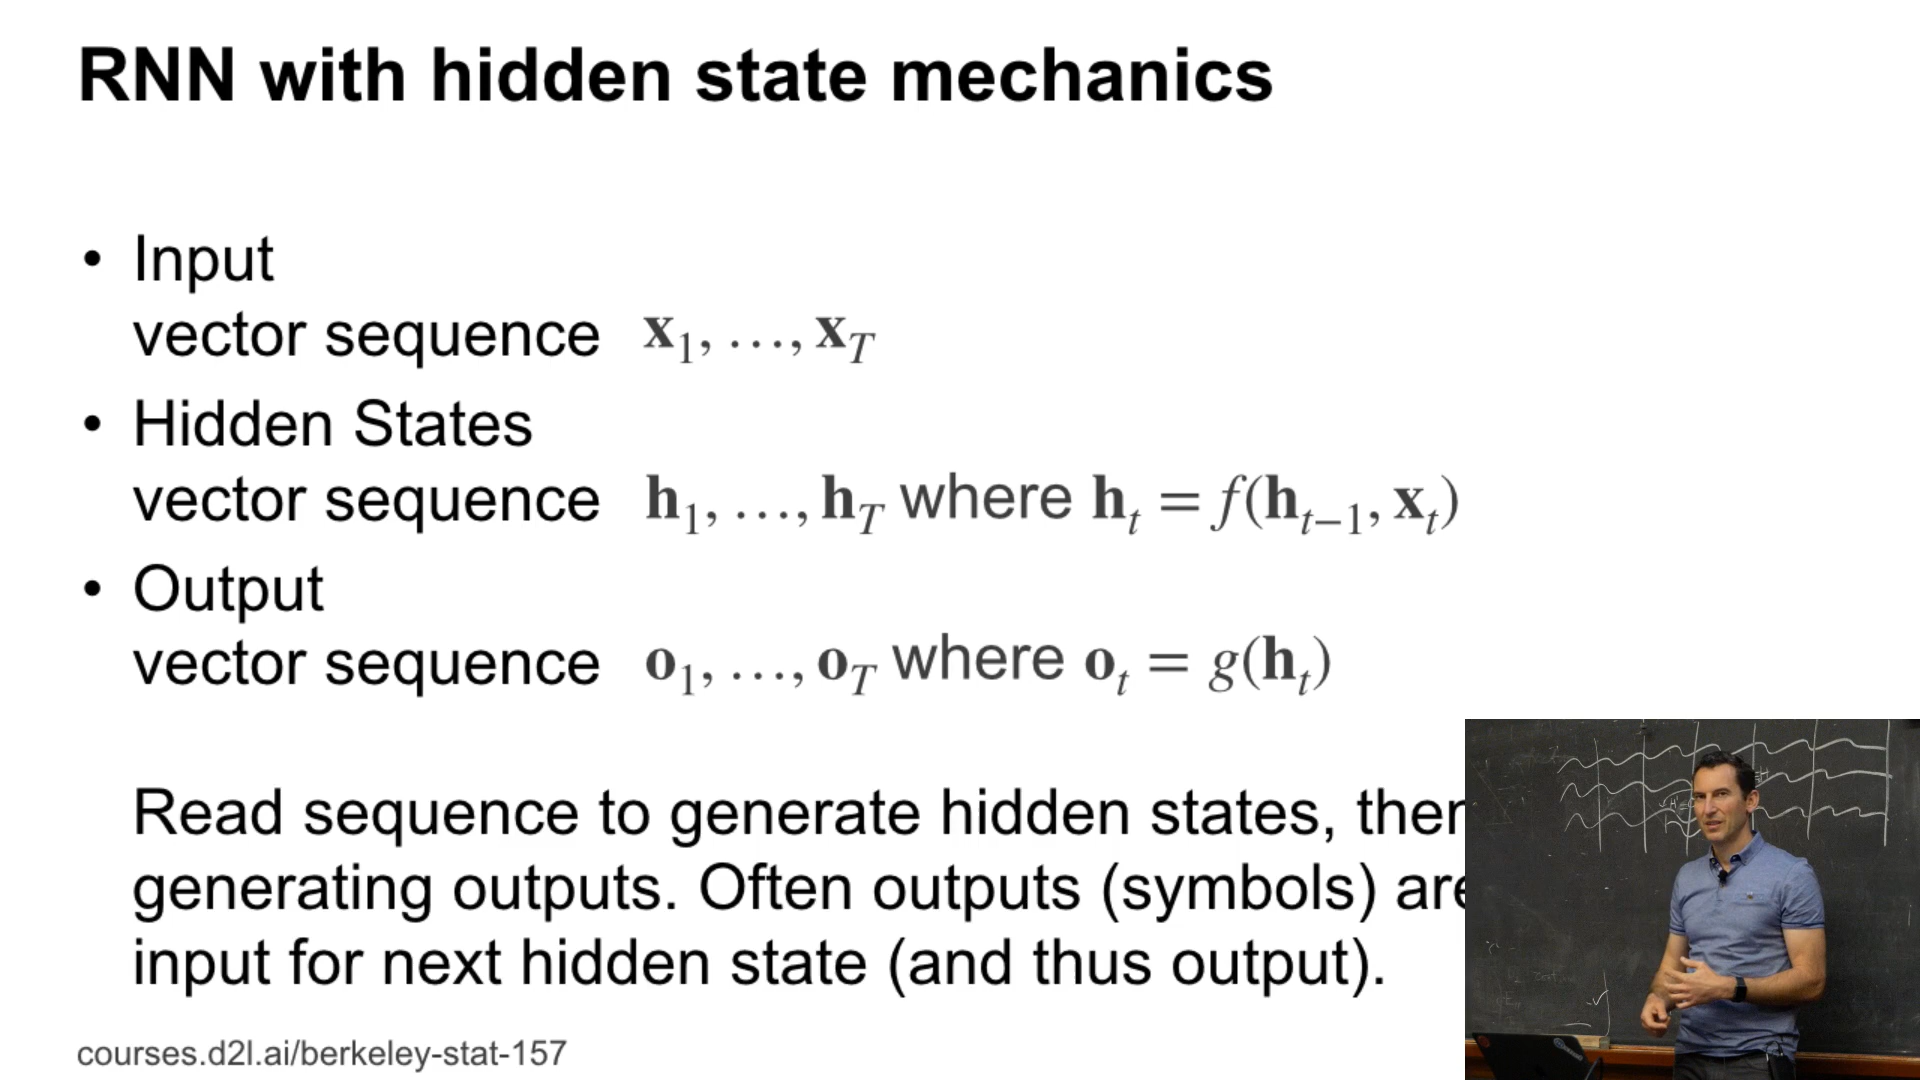 RNN with hidden state mechanics
• Input
vector sequence x₁, …, x_T
• Hidden States
vector sequence h₁, …, h_T where h_t = f(h_{t−1}, x_t)
• Output
vector sequence o₁, …, o_T where o_t = g(h_t)
Read sequence to generate hidden states,
generating outputs. Often outputs (symbols)
input for next hidden state (and thus output).
courses.d2l.ai/berkeley-stat-157